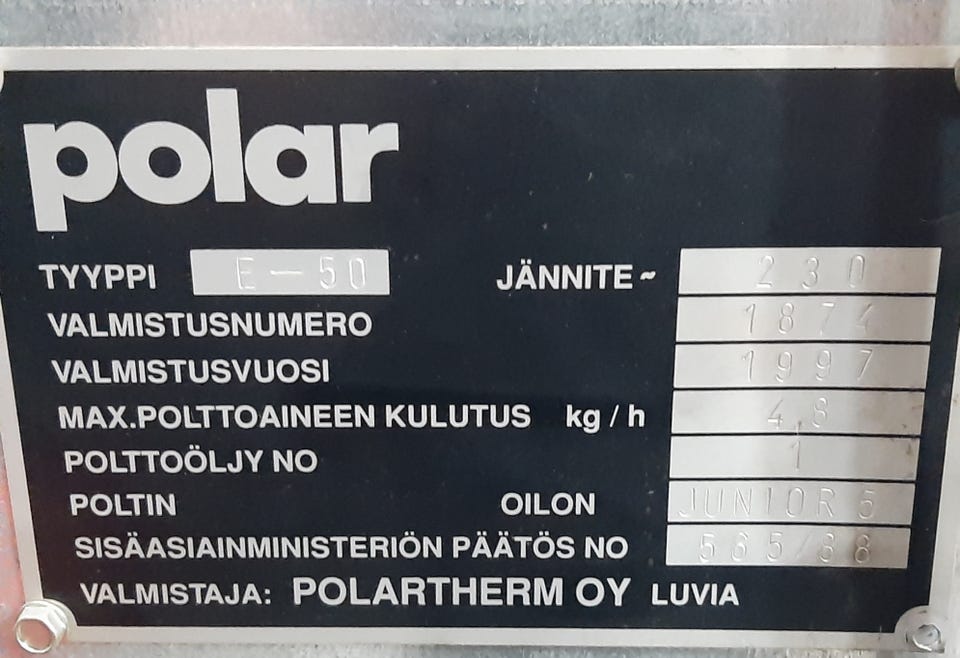 polar
TYYPPI E-50 JÄNNITE~ 230
VALMISTUSNUMERO 1874
VALMISTUSVUOSI 1997
MAX.POLTTOAINEEN KULUTUS kg/h 4,8
POLTTOÖLJY NO 1
POLTIN OILON JUNIOR 5
SISÄASIAINMINISTERIÖN PÄÄTÖS NO 565/88
VALMISTAJA: POLARTHERM OY LUVIA